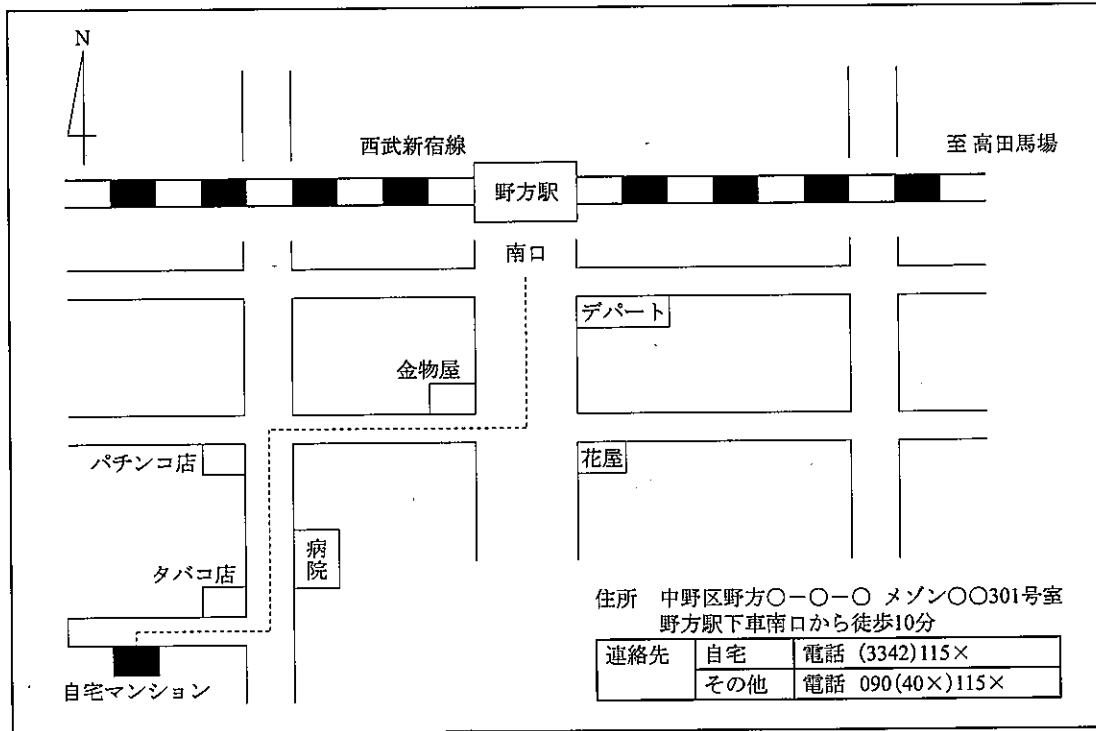 N
西武新宿線
至 高田馬場
野方駅
南口
デパート
金物屋
パチンコ店
花屋
病院
タバコ店
自宅マンション
住所 中野区野方○－○－○ メゾン○○301号室
野方駅下車南口から徒歩10分
連絡先 自宅 電話 (3342)115×
その他 電話 090(40×)115×